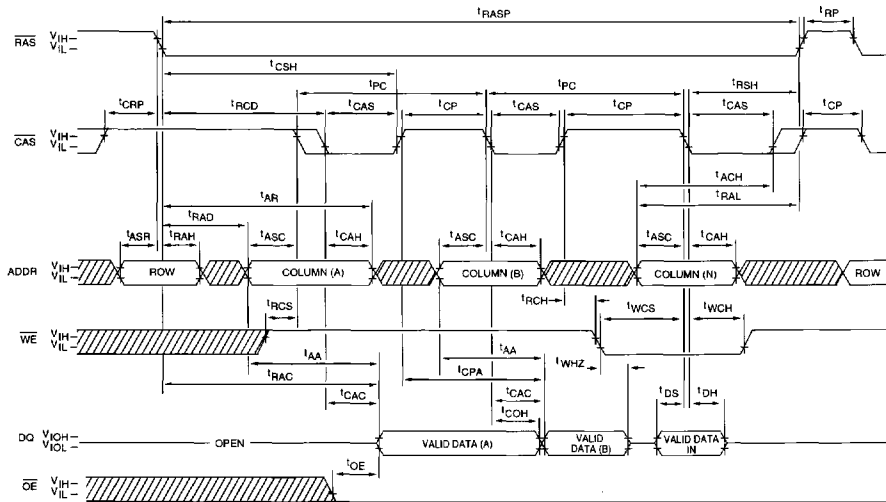 tRASP
tRP
RAS VIH VIL
tCSH
tPC tPC tRSH
tCRP tRCD tCAS tCP tCAS tCP tCAS tCP
CAS VIH VIL
tACH
tAR tRAL
tRAD
tASR tRAH tASC tCAH tASC tCAH tASC tCAH
ADDR VIH VIL ROW COLUMN (A) COLUMN (B) COLUMN (N) ROW
tRCS tRCH tWCS tWCH
WE VIH VIL
tAA tAA tWHZ
tRAC tCPA
tCAC tCAC tDS tDH
tCOH
DQ VIOH VIOL OPEN VALID DATA (A) VALID DATA (B) VALID DATA IN
tOE
OE VIH VIL